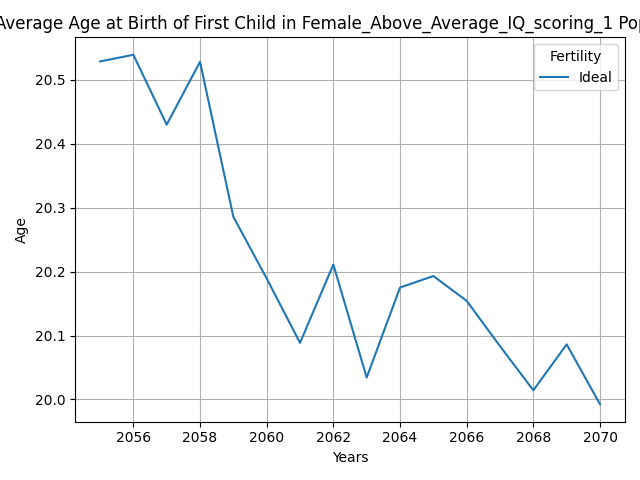 Average Age at Birth of First Child in Female_Above_Average_IQ_scoring_1 Pop
Fertility
Ideal
20.5
20.4
20.3
20.2
20.1
20.0
Age
2056 2058 2060 2062 2064 2066 2068 2070
Years